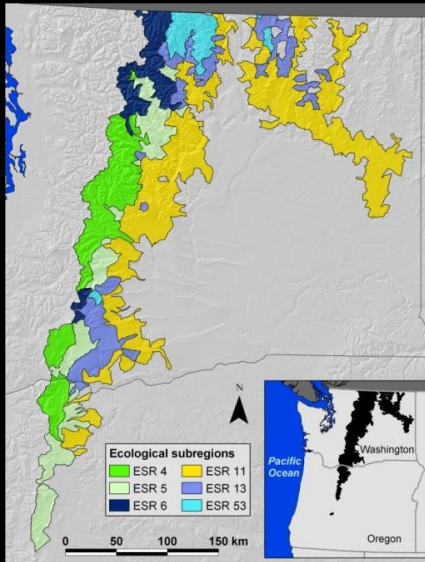 N
Ecological subregions
ESR 4 ESR 11
ESR 5 ESR 13
ESR 6 ESR 53
0 50 100 150 km
Washington
Pacific
Ocean
Oregon